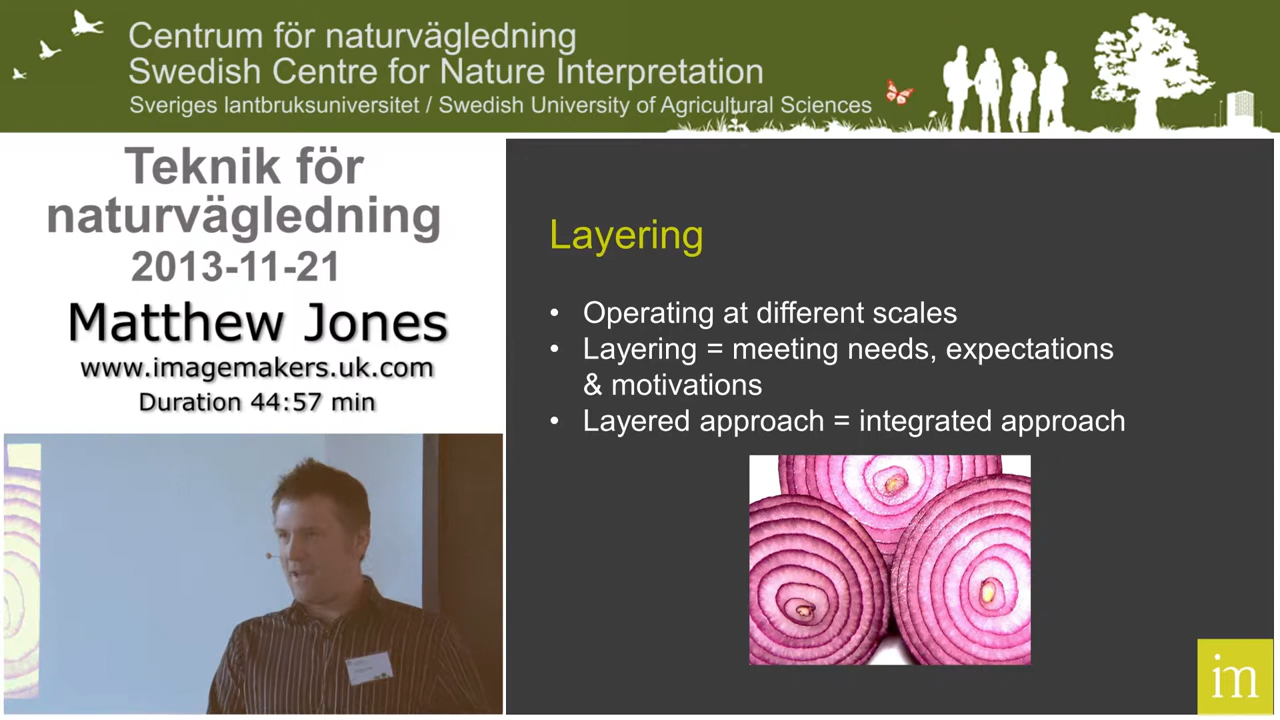 Centrum för naturvägledning
Swedish Centre for Nature Interpretation
Sveriges lantbruksuniversitet / Swedish University of Agricultural Sciences
Teknik för
naturvägledning
2013-11-21
Matthew Jones
www.imagemakers.uk.com
Duration 44:57 min
Layering
• Operating at different scales
• Layering = meeting needs, expectations
& motivations
• Layered approach = integrated approach
im